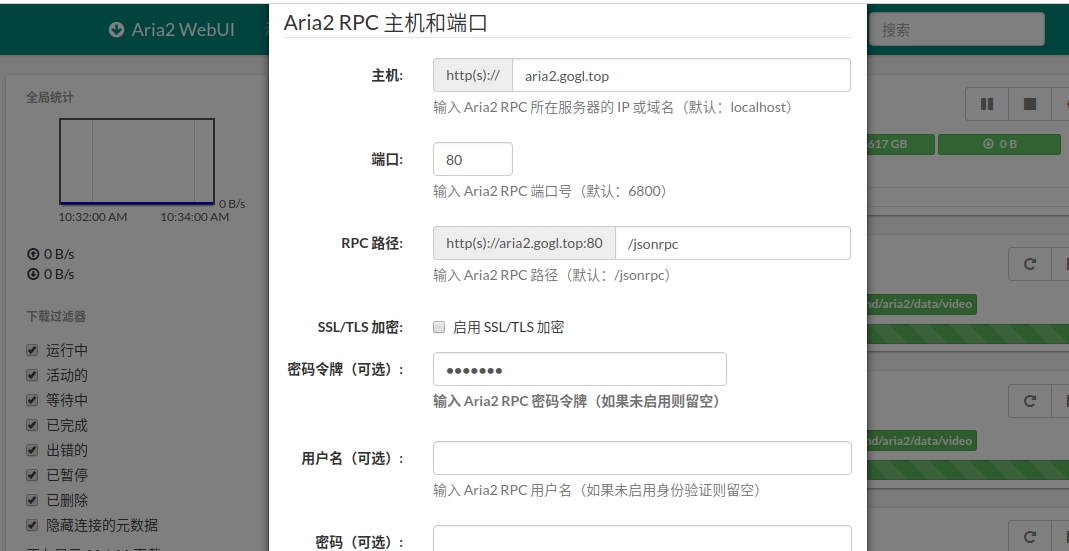 Aria2 RPC 主机和端口
Aria2 WebUI
搜索
全局统计
0 B/s
10:32:00 AM 10:34:00 AM
0 B/s
0 B/s
下载过滤器
运行中
活动的
等待中
已完成
出错的
已暂停
已删除
隐藏连接的元数据
主机:
http(s)://
aria2.gogl.top
输入 Aria2 RPC 所在服务器的 IP 或域名（默认：localhost）
端口:
80
输入 Aria2 RPC 端口号（默认：6800）
RPC 路径:
http(s)://aria2.gogl.top:80
/jsonrpc
输入 Aria2 RPC 路径（默认：/jsonrpc）
SSL/TLS 加密:
启用 SSL/TLS 加密
密码令牌（可选）:
•••••••
输入 Aria2 RPC 密码令牌（如果未启用则留空）
用户名（可选）:
输入 Aria2 RPC 用户名（如果未启用身份验证则留空）
密码（可选）:
617 GB
0 B
nd/aria2/data/video
nd/aria2/data/video